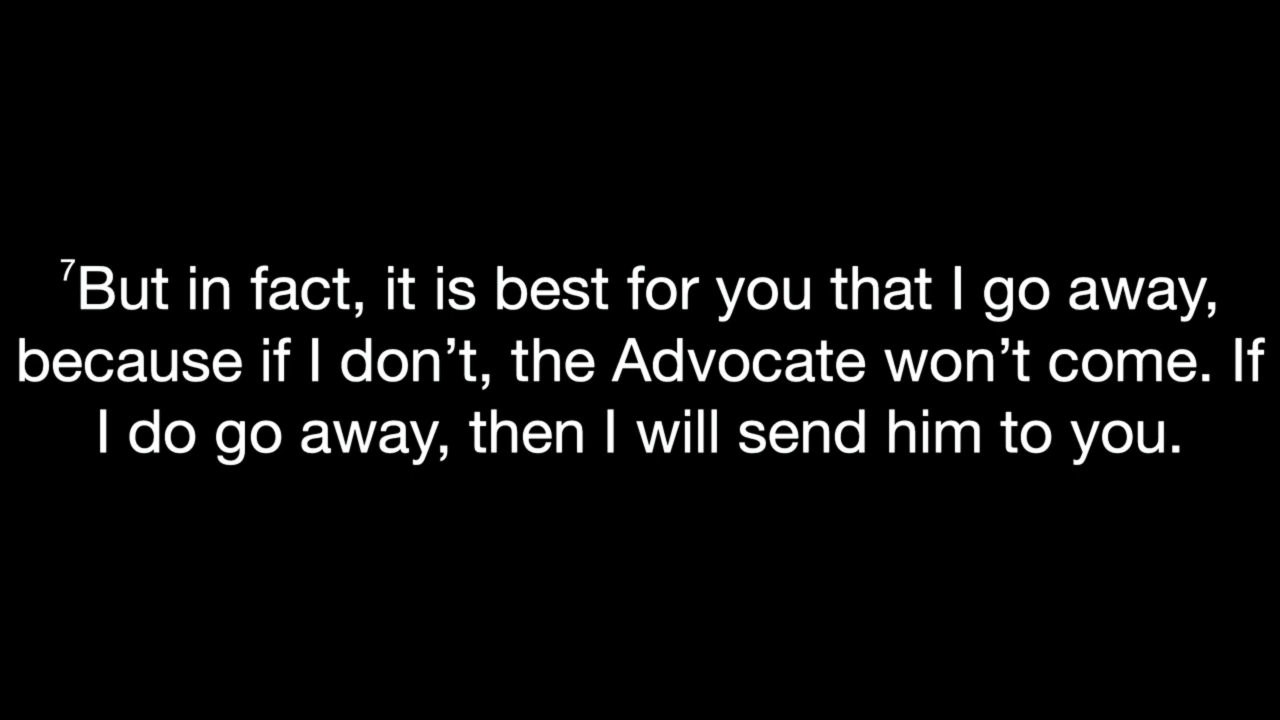 ⁷But in fact, it is best for you that I go away,
because if I don’t, the Advocate won’t come. If
I do go away, then I will send him to you.